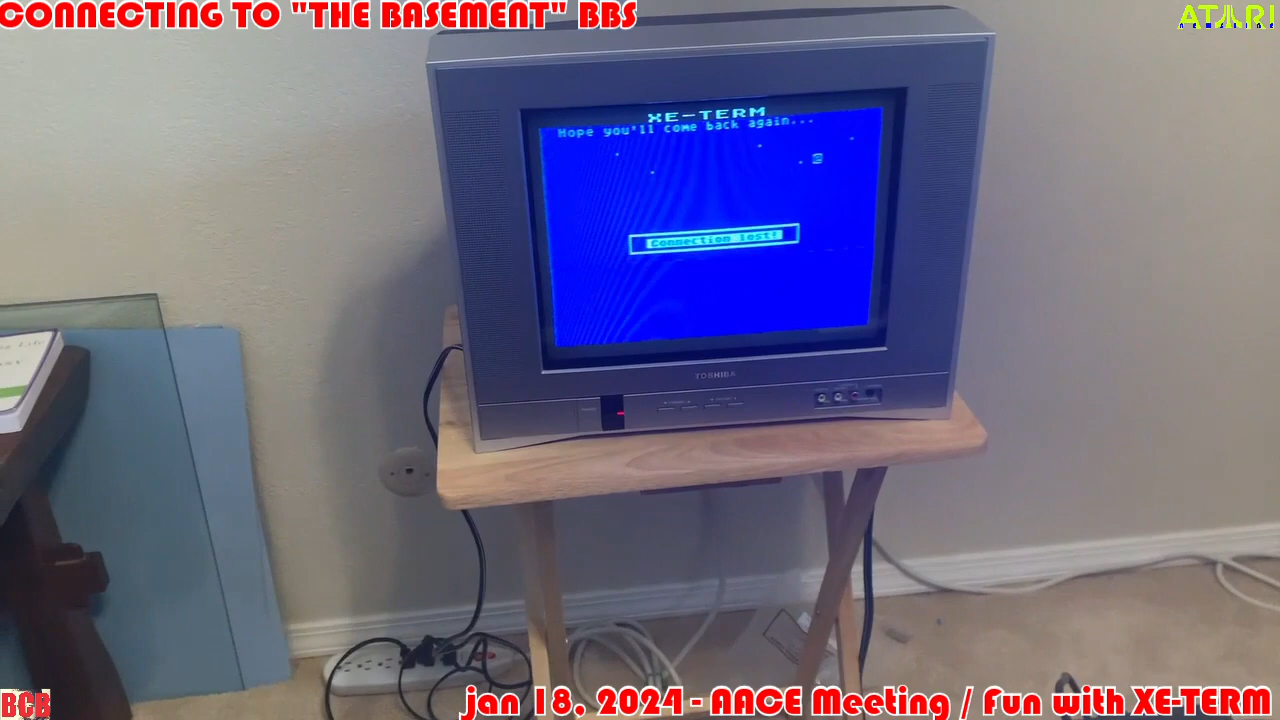 CONNECTING TO "THE BASEMENT" BBS
ATARI
XE-TERM
Hope you'll come back again...
Connection lost!
TOSHIBA
BCB
jan 18, 2024 - AACE Meeting / Fun with XE-TERM